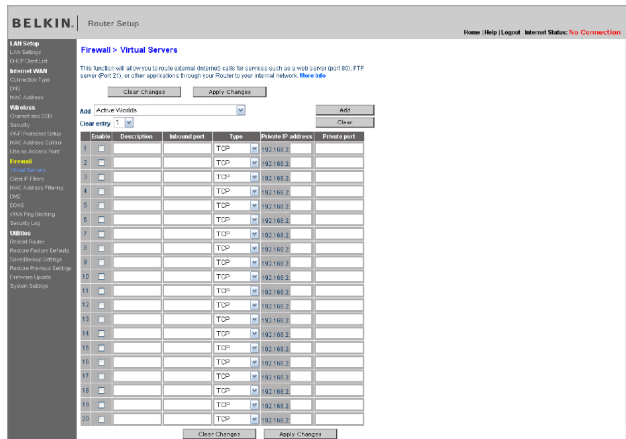 BELKIN. Router Setup
Home |Help |Logout Internet Status: No Connection
LAN Setup
LAN Settings
DHCP Client List
Internet WAN
Connection Type
DNS
MAC Address
Wireless
Channel and SSID
Security
Wi-Fi Protected Setup
MAC Address Control
Use as Access Point
Firewall
Virtual Servers
Client IP Filters
MAC Address Filtering
DMZ
DDNS
WAN Ping Blocking
Security Log
Utilities
Restart Router
Restore Factory Defaults
Save/Backup Settings
Restore Previous Settings
Firmware Update
System Settings
Firewall > Virtual Servers
This function will allow you to route external (Internet) calls for services such as a web server (port 80), FTP
server (Port 21), or other applications through your Router to your internal network. More Info
Clear Changes Apply Changes
Add Active Worlds Add
Clear entry 1 Clear
Enable Description Inbound port Type Private IP address Private port
1 TCP 192.168.2.
2 TCP 192.168.2.
3 TCP 192.168.2.
4 TCP 192.168.2.
5 TCP 192.168.2.
6 TCP 192.168.2.
7 TCP 192.168.2.
8 TCP 192.168.2.
9 TCP 192.168.2.
10 TCP 192.168.2.
11 TCP 192.168.2.
12 TCP 192.168.2.
13 TCP 192.168.2.
14 TCP 192.168.2.
15 TCP 192.168.2.
16 TCP 192.168.2.
17 TCP 192.168.2.
18 TCP 192.168.2.
19 TCP 192.168.2.
20 TCP 192.168.2.
Clear Changes Apply Changes